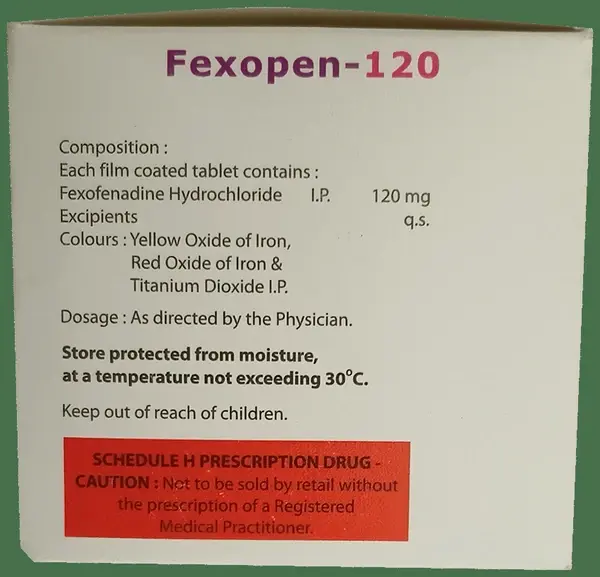 Fexopen-120
Composition :
Each film coated tablet contains :
Fexofenadine Hydrochloride I.P. 120 mg
Excipients q.s.
Colours : Yellow Oxide of Iron,
Red Oxide of Iron &
Titanium Dioxide I.P.
Dosage : As directed by the Physician.
Store protected from moisture,
at a temperature not exceeding 30°C.
Keep out of reach of children.
SCHEDULE H PRESCRIPTION DRUG -
CAUTION : Not to be sold by retail without
the prescription of a Registered
Medical Practitioner.